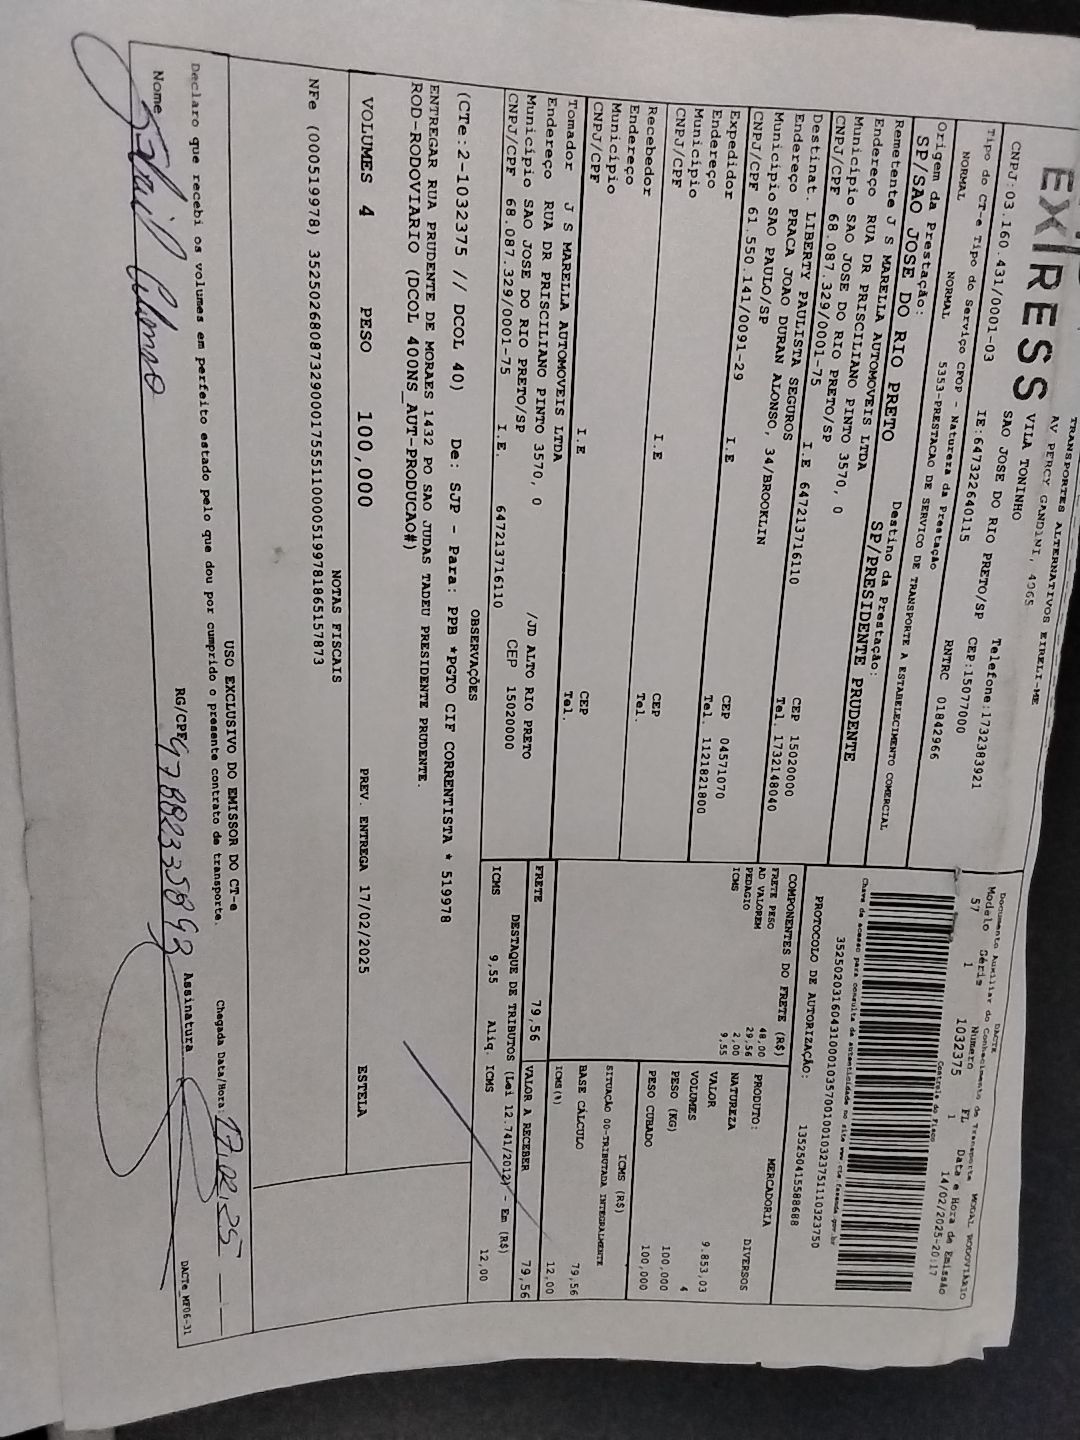 EX RESS
TRANSPORTES ALTERNATIVOS EIRELI-ME
AV PERCY GANDINI, 4065
VILA TONINHO
SAO JOSE DO RIO PRETO/SP CEP:15077000
CNPJ:03.160.431/0001-03 IE:647322640115 Telefone:1732383921
Tipo do CT-e Tipo do Serviço CFOP - Natureza da Prestação RNTRC 01842966
NORMAL NORMAL 5353-PRESTACAO DE SERVICO DE TRANSPORTE A ESTABELECIMENTO COMERCIAL
Origem da Prestação: Destino da Prestação:
SP/SAO JOSE DO RIO PRETO SP/PRESIDENTE PRUDENTE
Remetente J S MARELLA AUTOMOVEIS LTDA
Endereço RUA DR PRISCILIANO PINTO 3570, 0
Municipio SAO JOSE DO RIO PRETO/SP CEP 15020000
CNPJ/CPF 68.087.329/0001-75 I.E 647213716110 Tel. 1732148040
Destinat. LIBERTY PAULISTA SEGUROS
Endereço PRACA JOAO DURAN ALONSO, 34/BROOKLIN
Municipio SAO PAULO/SP CEP 04571070
CNPJ/CPF 61.550.141/0091-29 I.E Tel. 1121821800
Expedidor
Endereço
Municipio CEP
CNPJ/CPF I.E Tel.
Recebedor
Endereço
Municipio CEP
CNPJ/CPF I.E Tel.
Tomador J S MARELLA AUTOMOVEIS LTDA
Endereço RUA DR PRISCILIANO PINTO 3570, 0 /JD ALTO RIO PRETO
Municipio SAO JOSE DO RIO PRETO/SP CEP 15020000
CNPJ/CPF 68.087.329/0001-75 I.E. 647213716110
DACTE MODAL RODOVIÁRIO
Documento Auxiliar do Conhecimento de Transporte
Modelo Série Numero FL Data e Hora de Emissão
57 1 1032375 1 14/02/2025-20:17
Controle do Fisco
Chave de acesso para consulta de autenticidade no site www.cte.fazenda.gov.br
35250203160431000103570010010323751110323750
PROTOCOLO DE AUTORIZAÇÃO: 135250415588688
COMPONENTES DO FRETE (R$)
FRETE PESO 48,00
AD VALOREM 29,56
PEDAGIO 2,00
ICMS 9,55
MERCADORIA
PRODUTO: DIVERSOS
NATUREZA
VALOR 9.853,03
VOLUMES 4
PESO (KG) 100,000
PESO CUBADO 100,000
ICMS (R$)
SITUAÇÃO 00-TRIBUTADA INTEGRALMENTE
BASE CÁLCULO 79,56
ICMS(%) 12,00
FRETE 79,56 VALOR A RECEBER 79,56
DESTAQUE DE TRIBUTOS (Lei 12.741/2012) - Em (R$)
ICMS 9,55 Aliq. ICMS 12,00
OBSERVAÇÕES
(CTe:2-1032375 // DCOL 40) De: SJP - Para: PPB *PGTO CIF CORRENTISTA * 519978
ENTREGAR RUA PRUDENTE DE MORAES 1432 PO SAO JUDAS TADEU PRESIDENTE PRUDENTE.
ROD-RODOVIARIO (DCOL 400NS_AUT-PRODUCAO#)
VOLUMES 4 PESO 100,000 PREV. ENTREGA 17/02/2025 ESTELA
NOTAS FISCAIS
NFe (000519978) 35250268087329000175551100005199781865157873
USO EXCLUSIVO DO EMISSOR DO CT-e
Declaro que recebi os volumes em perfeito estado pelo que dou por cumprido o presente contrato de transporte. Chegada Data/Hora: 17.02.25
Nome RG/CPF Assinatura
DACTe_MF06-31